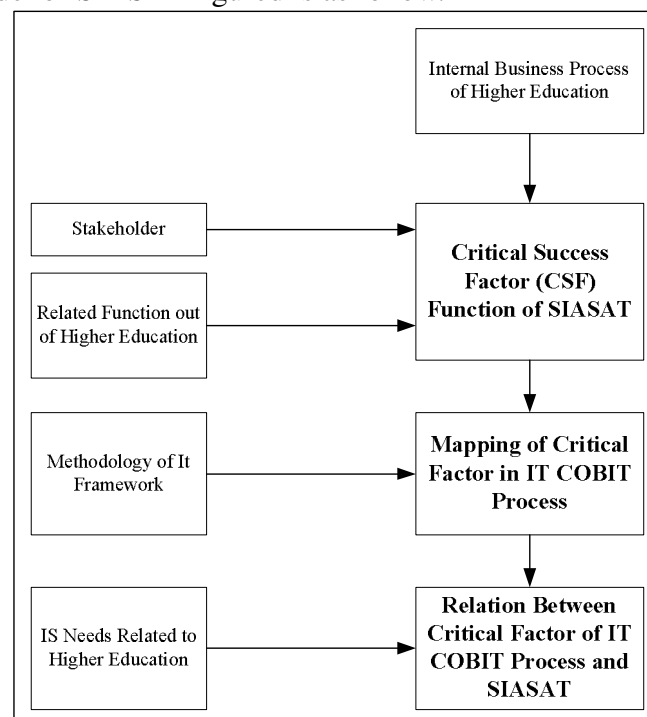 Internal Business Process
of Higher Education
Stakeholder
Critical Success
Factor (CSF)
Function of SIASAT
Related Function out
of Higher Education
Methodology of It
Framework
Mapping of Critical
Factor in IT COBIT
Process
IS Needs Related to
Higher Education
Relation Between
Critical Factor of IT
COBIT Process and
SIASAT